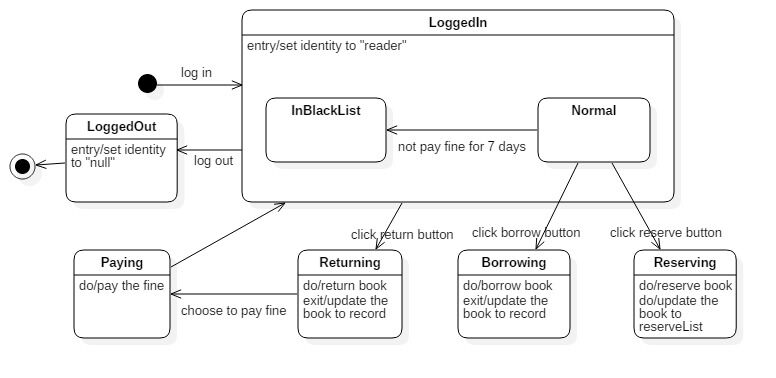 LoggedIn
entry/set identity to "reader"
log in
InBlackList
Normal
LoggedOut
entry/set identity
to "null"
not pay fine for 7 days
log out
click return button
click borrow button
click reserve button
Paying
do/pay the fine
Returning
do/return book
exit/update the
book to record
Borrowing
do/borrow book
exit/update the
book to record
Reserving
do/reserve book
do/update the
book to
reserveList
choose to pay fine